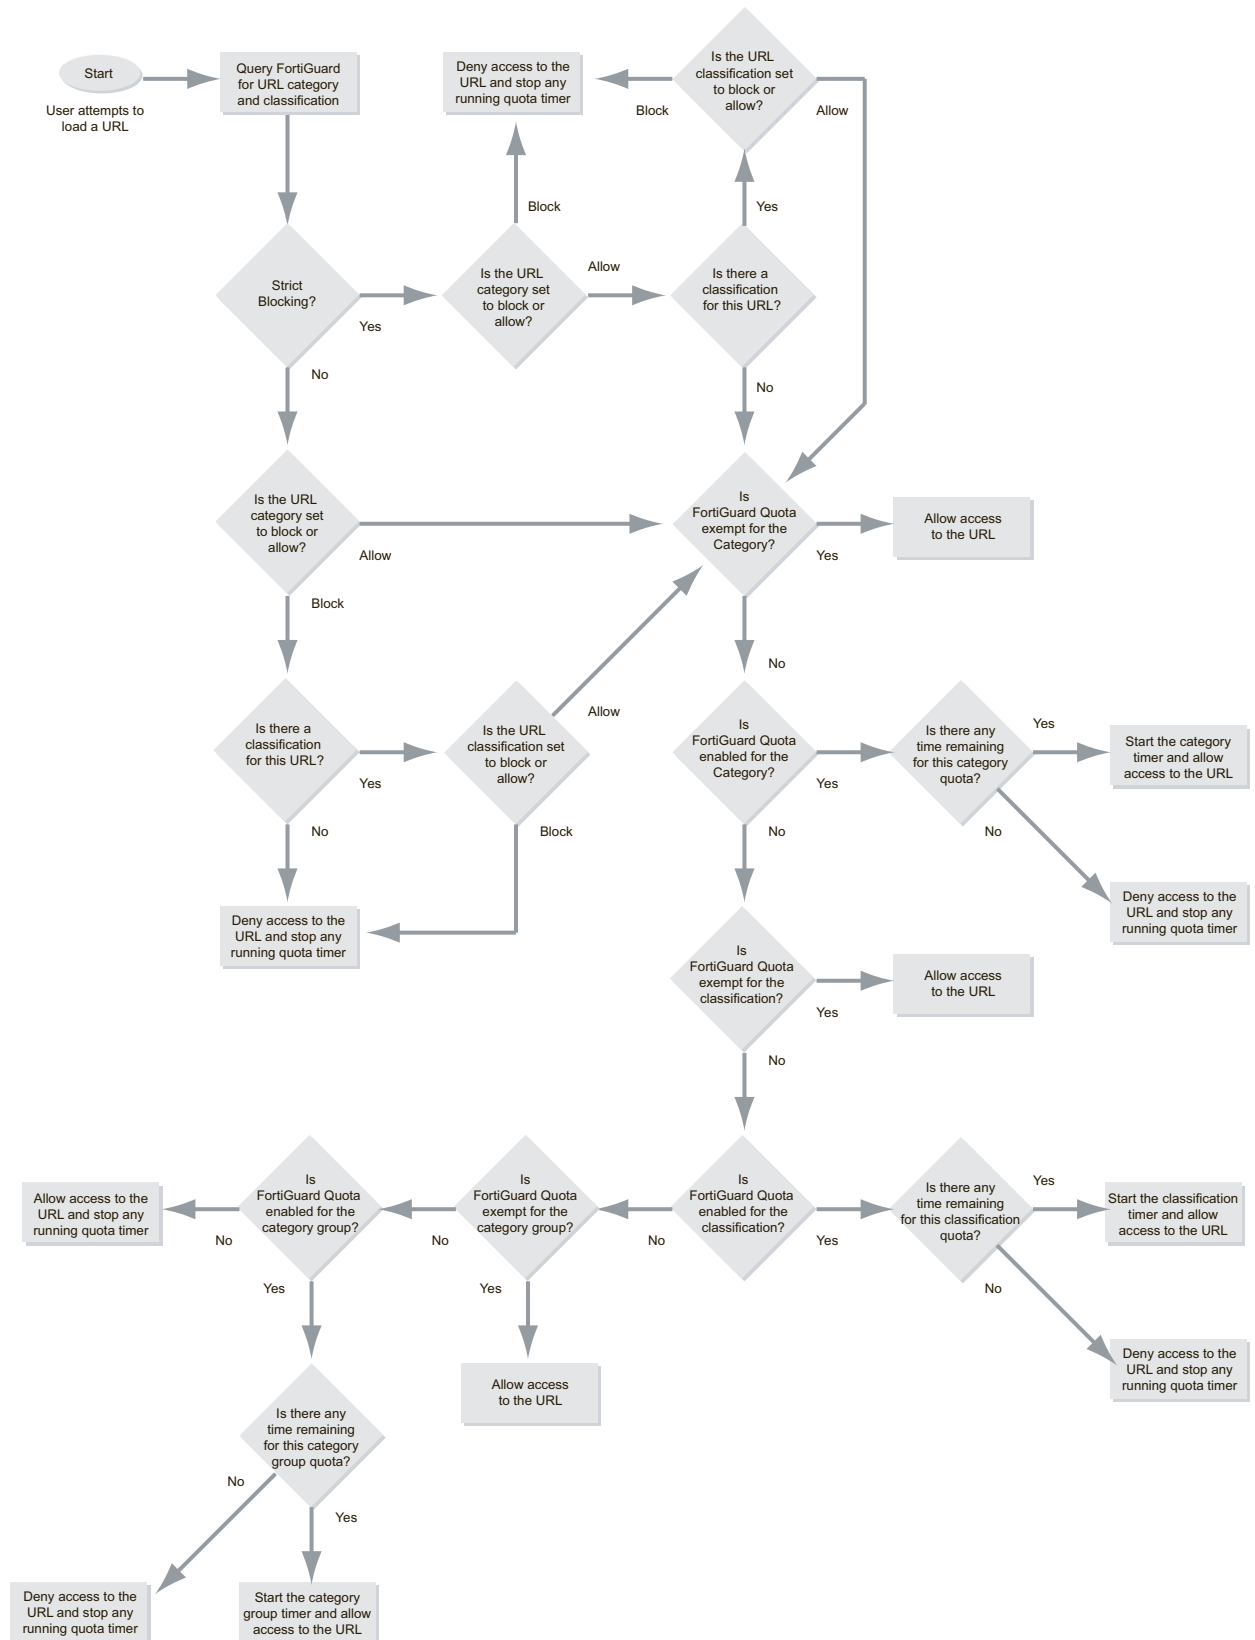 Start
User attempts to
load a URL
Query FortiGuard
for URL category
and classification
Deny access to the
URL and stop any
running quota timer
Is the URL
classification set
to block or
allow?
Block
Allow
Block
Yes
Strict
Blocking?
Yes
No
Is the URL
category set
to block or
allow?
Allow
Is there a
classification
for this URL?
No
Is the URL
category set
to block or
allow?
Allow
Block
Is
FortiGuard Quota
exempt for the
Category?
Yes
Allow access
to the URL
No
Is there a
classification
for this URL?
Yes
No
Is the URL
classification set
to block or
allow?
Allow
Block
Is
FortiGuard Quota
enabled for the
Category?
Yes
No
Is there any
time remaining
for this category
quota?
Yes
No
Start the category
timer and allow
access to the URL
Deny access to the
URL and stop any
running quota timer
Deny access to the
URL and stop any
running quota timer
Is
FortiGuard Quota
exempt for the
classification?
Yes
No
Allow access
to the URL
Allow access to the
URL and stop any
running quota timer
No
Is
FortiGuard Quota
enabled for the
category group?
Yes
No
Is
FortiGuard Quota
exempt for the
category group?
Yes
No
Is
FortiGuard Quota
enabled for the
classification?
Yes
Is there any
time remaining
for this classification
quota?
Yes
No
Start the classification
timer and allow
access to the URL
Deny access to the
URL and stop any
running quota timer
Allow access
to the URL
Is there any
time remaining
for this category
group quota?
No
Yes
Deny access to the
URL and stop any
running quota timer
Start the category
group timer and allow
access to the URL